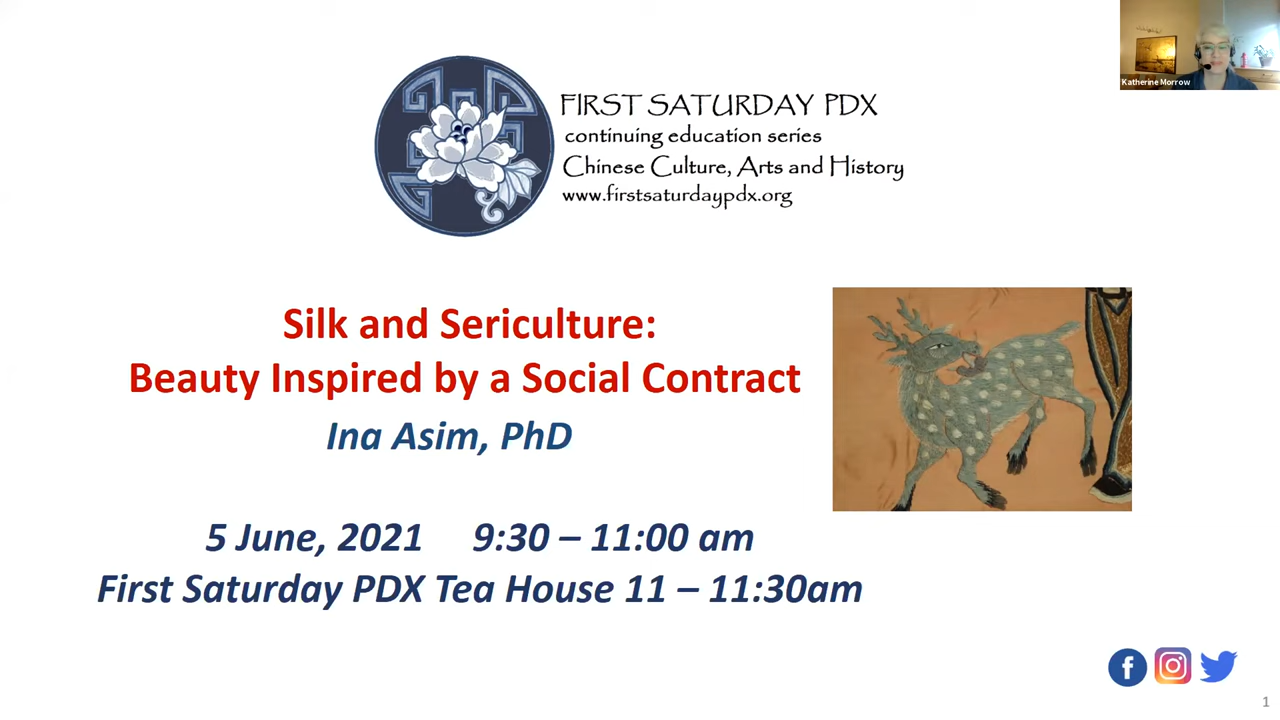 Katherine Morrow
FIRST SATURDAY PDX
continuing education series
Chinese Culture, Arts and History
www.firstsaturdaypdx.org
Silk and Sericulture:
Beauty Inspired by a Social Contract
Ina Asim, PhD
5 June, 2021 9:30 – 11:00 am
First Saturday PDX Tea House 11 – 11:30am
1